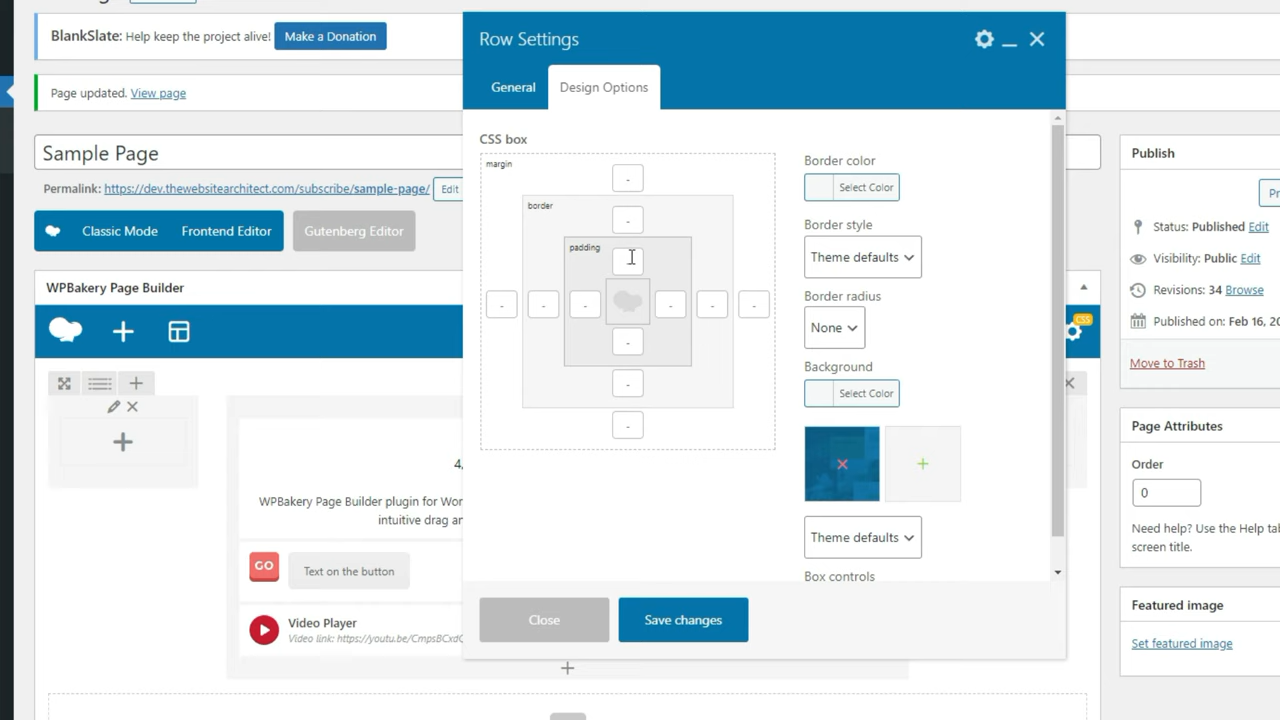 BlankSlate: Help keep the project alive! Make a Donation
Page updated. View page
Sample Page
Permalink: https://dev.thewebsitearchitect.com/subscribe/sample-page/ Edit
Classic Mode Frontend Editor Gutenberg Editor
WPBakery Page Builder
4,
WPBakery Page Builder plugin for Wor
intuitive drag an
GO Text on the button
Video Player
Video link: https://youtu.be/CmpsBCxdC
Row Settings
General Design Options
CSS box
margin
-
border
-
padding
- - - - - -
-
-
-
Border color
Select Color
Border style
Theme defaults
Border radius
None
Background
Select Color
Theme defaults
Box controls
Close Save changes
CSS
Publish
Pr
Status: Published Edit
Visibility: Public Edit
Revisions: 34 Browse
Published on: Feb 16, 20
Move to Trash
Page Attributes
Order
0
Need help? Use the Help tab
screen title.
Featured image
Set featured image